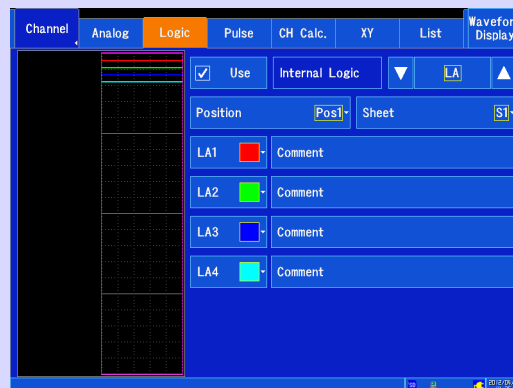 Channel Analog Logic Pulse CH Calc. XY List
Display
Use Internal Logic LA
Position Pos1 Sheet S1
LA1 Comment
LA2 Comment
LA3 Comment
LA4 Comment
SD